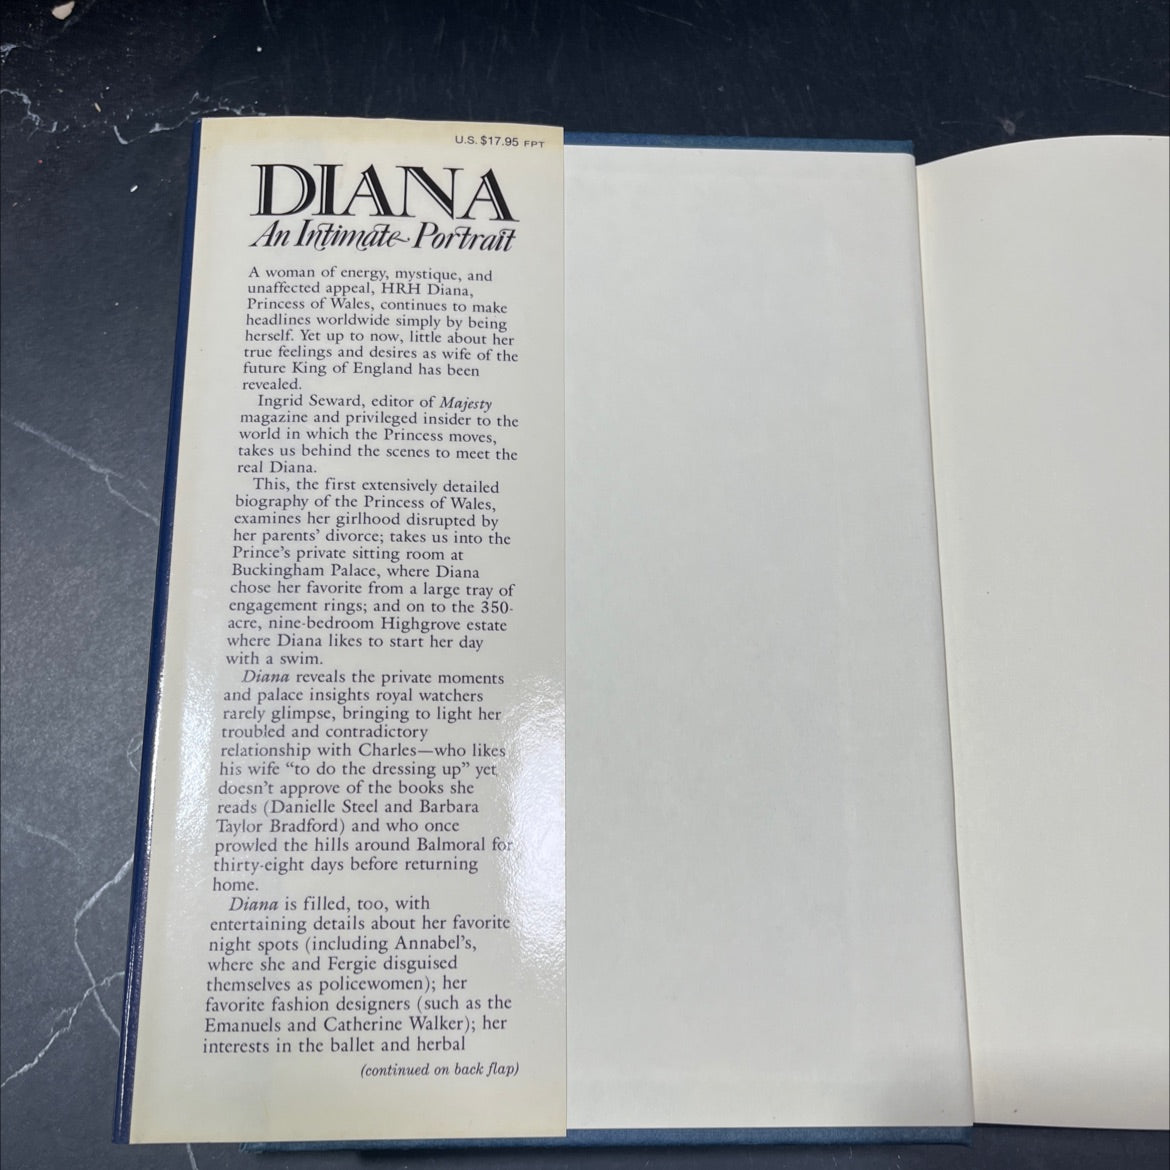 U.S. $17.95 FPT
DIANA
An Intimate Portrait
A woman of energy, mystique, and
unaffected appeal, HRH Diana,
Princess of Wales, continues to make
headlines worldwide simply by being
herself. Yet up to now, little about her
true feelings and desires as wife of the
future King of England has been
revealed.
Ingrid Seward, editor of Majesty
magazine and privileged insider to the
world in which the Princess moves,
takes us behind the scenes to meet the
real Diana.
This, the first extensively detailed
biography of the Princess of Wales,
examines her girlhood disrupted by
her parents' divorce; takes us into the
Prince's private sitting room at
Buckingham Palace, where Diana
chose her favorite from a large tray of
engagement rings; and on to the 350-
acre, nine-bedroom Highgrove estate
where Diana likes to start her day
with a swim.
Diana reveals the private moments
and palace insights royal watchers
rarely glimpse, bringing to light her
troubled and contradictory
relationship with Charles—who likes
his wife "to do the dressing up" yet
doesn't approve of the books she
reads (Danielle Steel and Barbara
Taylor Bradford) and who once
prowled the hills around Balmoral for
thirty-eight days before returning
home.
Diana is filled, too, with
entertaining details about her favorite
night spots (including Annabel's,
where she and Fergie disguised
themselves as policewomen); her
favorite fashion designers (such as the
Emanuels and Catherine Walker); her
interests in the ballet and herbal
(continued on back flap)